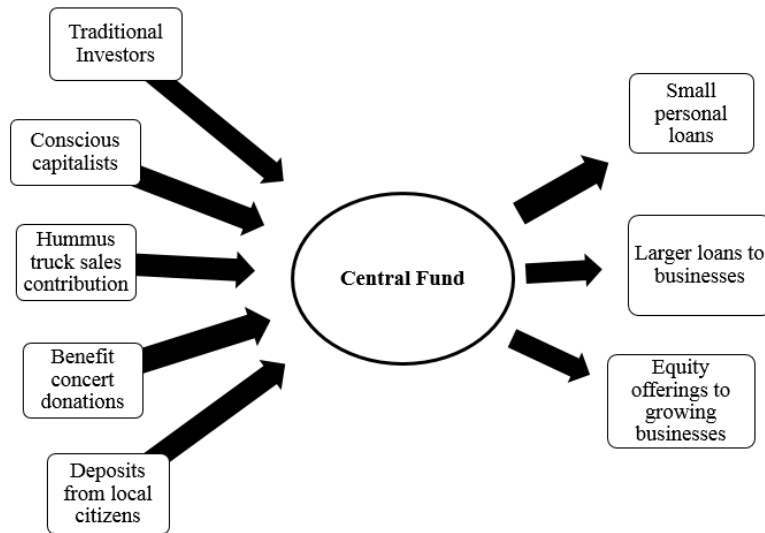 Traditional
Investors
Conscious
capitalists
Hummus
truck sales
contribution
Benefit
concert
donations
Deposits
from local
citizens
Central Fund
Small
personal
loans
Larger loans to
businesses
Equity
offerings to
growing
businesses